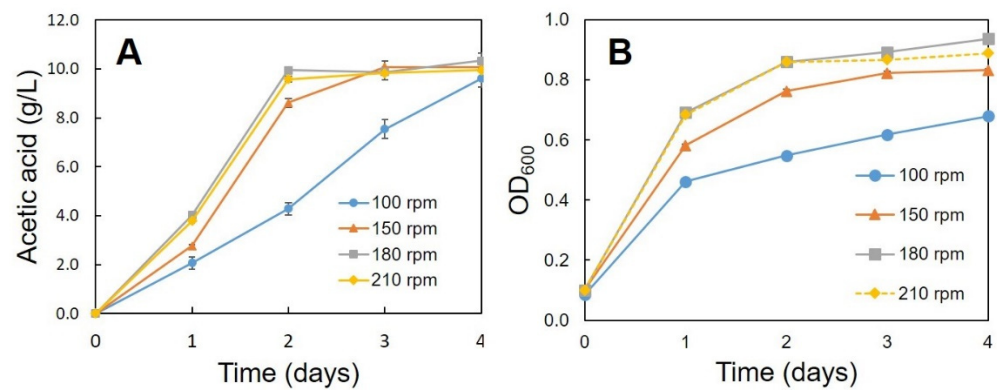 A
Acetic acid (g/L)
12.0
10.0
8.0
6.0
4.0
2.0
0.0
100 rpm
150 rpm
180 rpm
210 rpm
0 1 2 3 4
Time (days)
B
OD₆₀₀
1.0
0.8
0.6
0.4
0.2
0.0
100 rpm
150 rpm
180 rpm
210 rpm
0 1 2 3 4
Time (days)